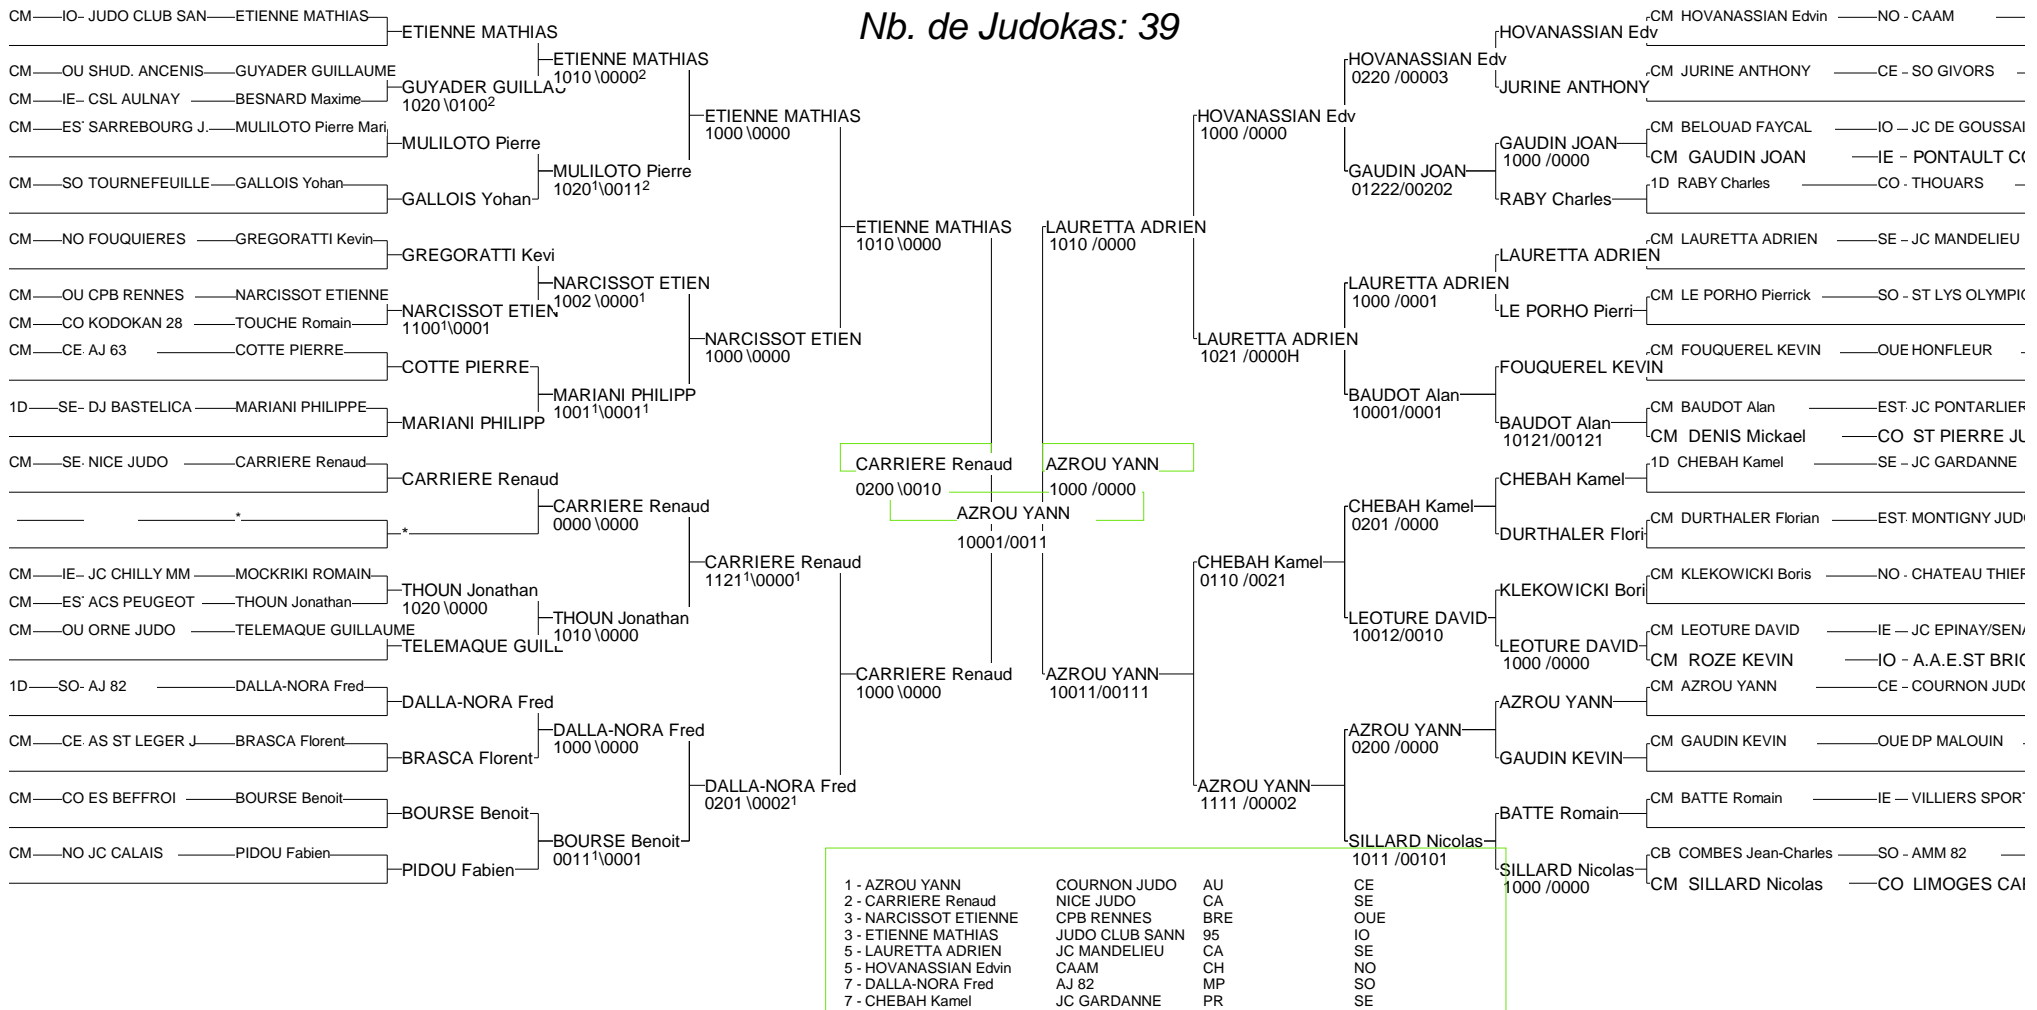 Nb. de Judokas: 39
CM IO- JUDO CLUB SAN ETIENNE MATHIAS
CM OU SHUD. ANCENIS GUYADER GUILLAUME
CM IE- CSL AULNAY BESNARD Maxime
CM ES SARREBOURG J. MULILOTO Pierre Mari
CM SO TOURNEFEUILLE GALLOIS Yohan
CM NO FOUQUIERES GREGORATTI Kevin
CM OU CPB RENNES NARCISSOT ETIENNE
CM CO KODOKAN 28 TOUCHE Romain
CM CE- AJ 63 COTTE PIERRE
1D SE- DJ BASTELICA MARIANI PHILIPPE
CM SE- NICE JUDO CARRIERE Renaud
*
CM IE- JC CHILLY MM MOCKRIKI ROMAIN
CM ES ACS PEUGEOT THOUN Jonathan
CM OU ORNE JUDO TELEMAQUE GUILLAUME
1D SO- AJ 82 DALLA-NORA Fred
CM CE- AS ST LEGER J BRASCA Florent
CM CO ES BEFFROI BOURSE Benoit
CM NO JC CALAIS PIDOU Fabien
ETIENNE MATHIAS
GUYADER GUILLAU
1020 \0100²
MULILOTO Pierre
GALLOIS Yohan
GREGORATTI Kevi
NARCISSOT ETIEN
1100¹\0001
COTTE PIERRE
MARIANI PHILIPP
CARRIERE Renaud
*
THOUN Jonathan
1020 \0000
TELEMAQUE GUILL
DALLA-NORA Fred
BRASCA Florent
BOURSE Benoit
PIDOU Fabien
ETIENNE MATHIAS
1010 \0000²
MULILOTO Pierre
1020¹\0011²
NARCISSOT ETIEN
1002 \0000¹
MARIANI PHILIPP
1001¹\0001¹
CARRIERE Renaud
0000 \0000
THOUN Jonathan
1010 \0000
DALLA-NORA Fred
1000 \0000
BOURSE Benoit
0011¹\0001
ETIENNE MATHIAS
1000 \0000
NARCISSOT ETIEN
1000 \0000
CARRIERE Renaud
1121¹\0000¹
DALLA-NORA Fred
0201 \0002¹
ETIENNE MATHIAS
1010 \0000
CARRIERE Renaud
1000 \0000
CARRIERE Renaud
0200 \0010
AZROU YANN
1000 /0000
AZROU YANN
10001/0011
LAURETTA ADRIEN
1010 /0000
AZROU YANN
10011/00111
HOVANASSIAN Edv
1000 /0000
LAURETTA ADRIEN
1021 /0000H
CHEBAH Kamel
0110 /0021
AZROU YANN
1111 /00002
HOVANASSIAN Edv
0220 /00003
GAUDIN JOAN
01222/00202
LAURETTA ADRIEN
1000 /0001
BAUDOT Alan
10001/0001
CHEBAH Kamel
0201 /0000
LEOTURE DAVID
10012/0010
AZROU YANN
0200 /0000
SILLARD Nicolas
1011 /00101
HOVANASSIAN Edv
JURINE ANTHONY
GAUDIN JOAN
1000 /0000
RABY Charles
LAURETTA ADRIEN
LE PORHO Pierri
FOUQUEREL KEVIN
BAUDOT Alan
10121/00121
CHEBAH Kamel
DURTHALER Flori
KLEKOWICKI Bori
LEOTURE DAVID
1000 /0000
AZROU YANN
GAUDIN KEVIN
BATTE Romain
SILLARD Nicolas
1000 /0000
CM HOVANASSIAN Edvin NO - CAAM
CM JURINE ANTHONY CE - SO GIVORS
CM BELOUAD FAYCAL IO - JC DE GOUSSAI
CM GAUDIN JOAN IE - PONTAULT CO
1D RABY Charles CO - THOUARS
CM LAURETTA ADRIEN SE - JC MANDELIEU
CM LE PORHO Pierrick SO - ST LYS OLYMPIQ
CM FOUQUEREL KEVIN OUE HONFLEUR
CM BAUDOT Alan EST- JC PONTARLIER
CM DENIS Mickael CO ST PIERRE JU
1D CHEBAH Kamel SE - JC GARDANNE
CM DURTHALER Florian EST- MONTIGNY JUDO
CM KLEKOWICKI Boris NO - CHATEAU THIER
CM LEOTURE DAVID IE - JC EPINAY/SENA
CM ROZE KEVIN IO - A.A.E.ST BRIC
CM AZROU YANN CE - COURNON JUDO
CM GAUDIN KEVIN OUE DP MALOUIN
CM BATTE Romain IE - VILLIERS SPORT
CB COMBES Jean-Charles SO - AMM 82
CM SILLARD Nicolas CO LIMOGES CAP
1 - AZROU YANN COURNON JUDO AU CE
2 - CARRIERE Renaud NICE JUDO CA SE
3 - NARCISSOT ETIENNE CPB RENNES BRE OUE
3 - ETIENNE MATHIAS JUDO CLUB SANN 95 IO
5 - LAURETTA ADRIEN JC MANDELIEU CA SE
5 - HOVANASSIAN Edvin CAAM CH NO
7 - DALLA-NORA Fred AJ 82 MP SO
7 - CHEBAH Kamel JC GARDANNE PR SE